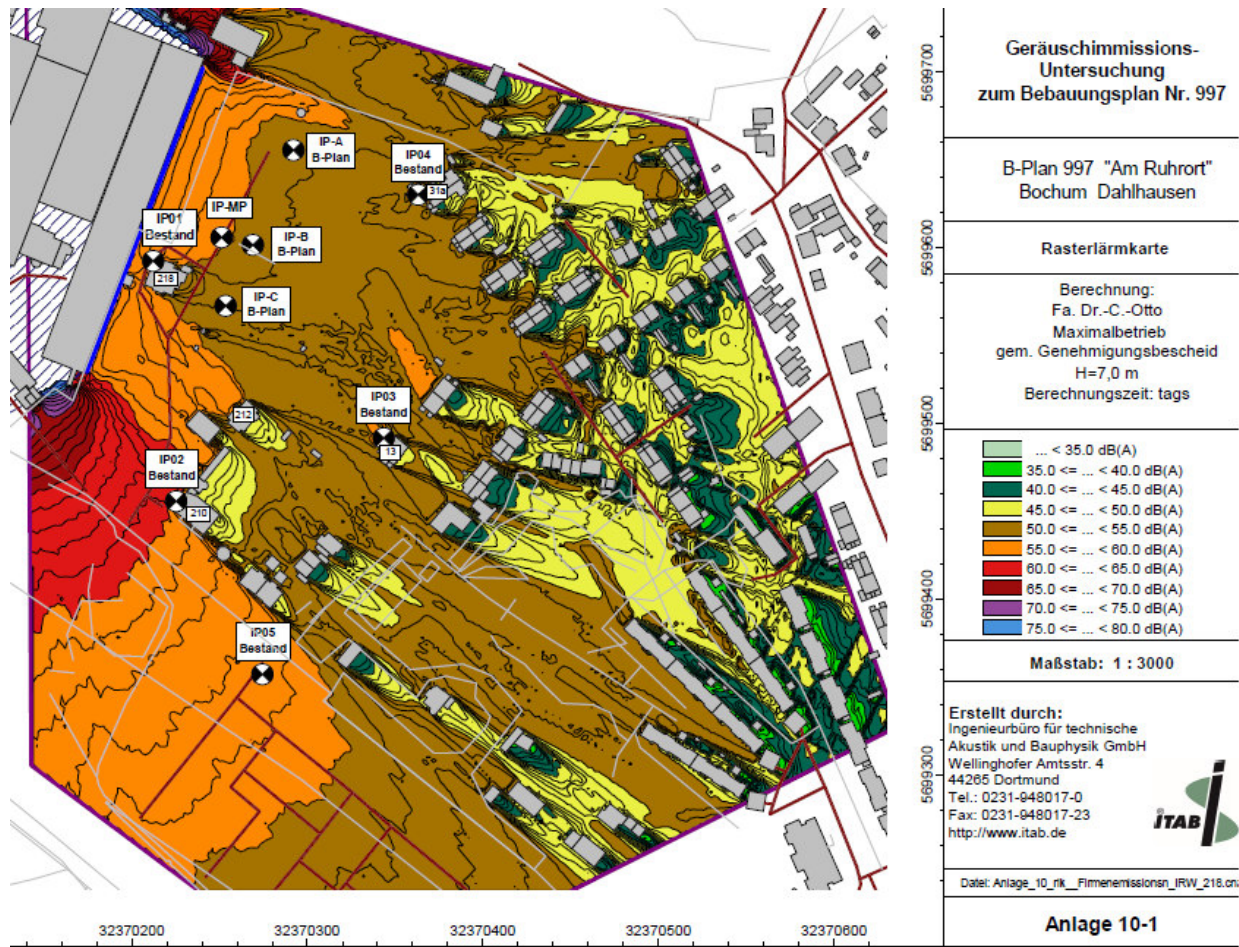 IP-A
B-Plan
IP04
Bestand
31a
IP01
Bestand
IP-MP
IP-B
B-Plan
218
IP-C
B-Plan
IP03
Bestand
212
13
IP02
Bestand
210
IP05
Bestand
5699700
5699600
5699500
5699400
5699300
32370200
32370300
32370400
32370500
32370600
Geräuschimmissions-
Untersuchung
zum Bebauungsplan Nr. 997
B-Plan 997 "Am Ruhrort"
Bochum Dahlhausen
Rasterlärmkarte
Berechnung:
Fa. Dr.-C.-Otto
Maximalbetrieb
gem. Genehmigungsbescheid
H=7,0 m
Berechnungszeit: tags
... < 35.0 dB(A)
35.0 <= ... < 40.0 dB(A)
40.0 <= ... < 45.0 dB(A)
45.0 <= ... < 50.0 dB(A)
50.0 <= ... < 55.0 dB(A)
55.0 <= ... < 60.0 dB(A)
60.0 <= ... < 65.0 dB(A)
65.0 <= ... < 70.0 dB(A)
70.0 <= ... < 75.0 dB(A)
75.0 <= ... < 80.0 dB(A)
Maßstab: 1 : 3000
Erstellt durch:
Ingenieurbüro für technische
Akustik und Bauphysik GmbH
Wellinghofer Amtsstr. 4
44265 Dortmund
Tel.: 0231-948017-0
Fax: 0231-948017-23
http://www.itab.de
iTAB
Datei: Anlage_10_rlk__Firmenemissionsn_IRW_218.cna
Anlage 10-1